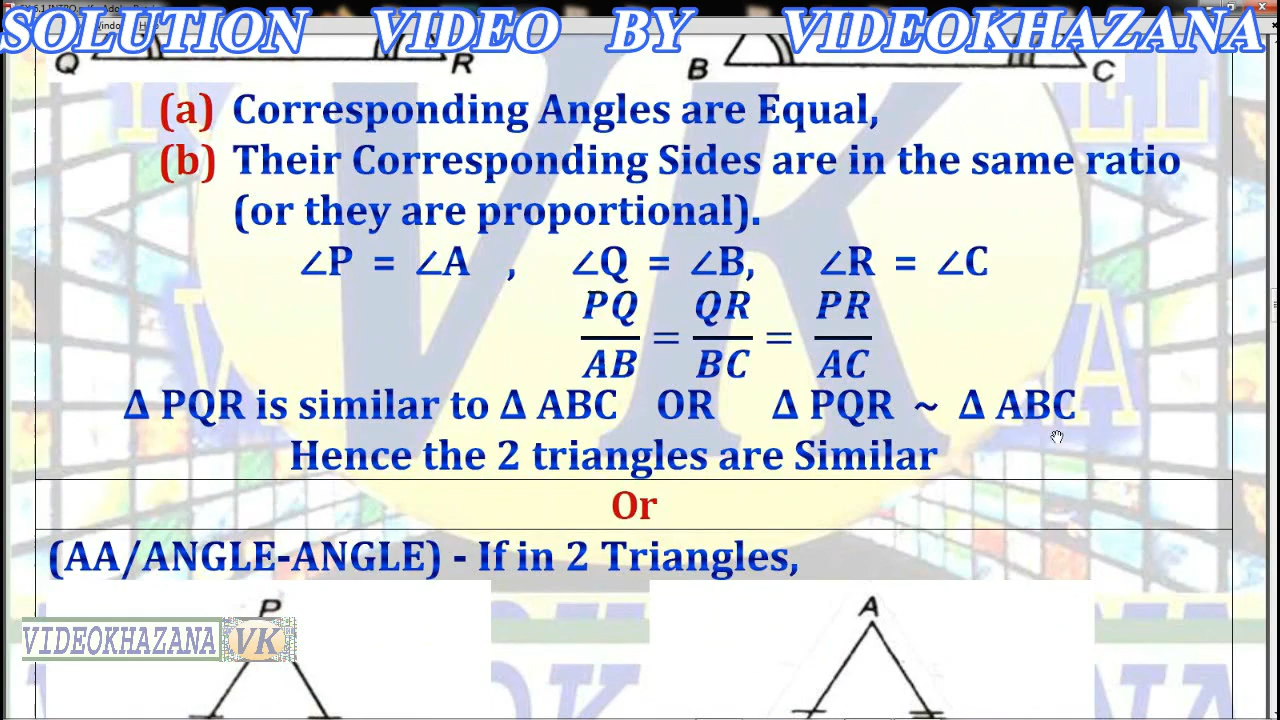 SOLUTION VIDEO BY VIDEOKHAZANA
Q R B C
(a) Corresponding Angles are Equal,
(b) Their Corresponding Sides are in the same ratio
(or they are proportional).
∠P = ∠A , ∠Q = ∠B, ∠R = ∠C
PQ/AB = QR/BC = PR/AC
Δ PQR is similar to Δ ABC OR Δ PQR ~ Δ ABC
Hence the 2 triangles are Similar
Or
(AA/ANGLE-ANGLE) - If in 2 Triangles,
P A
VIDEOKHAZANA VK